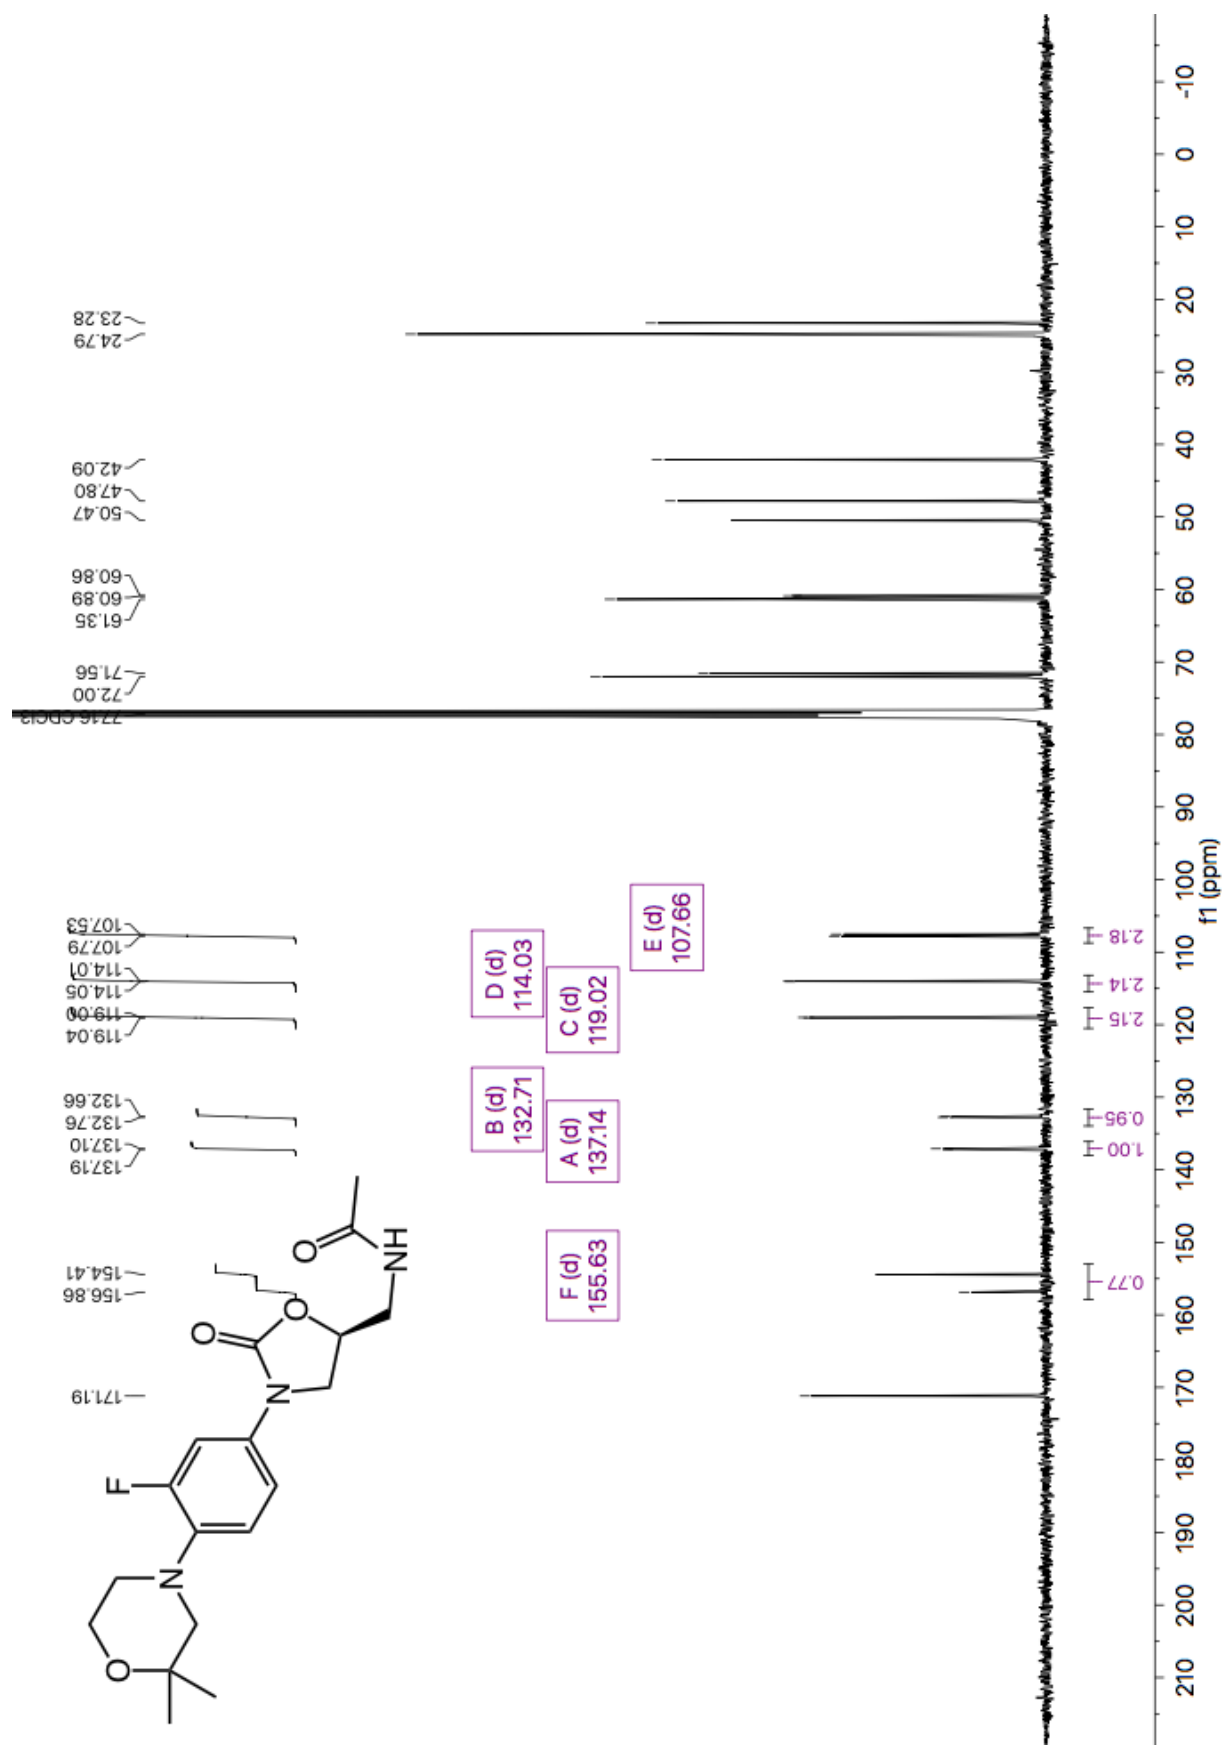 171.19
156.86
154.41
137.19
137.10
132.76
132.66
119.04
119.00
114.05
114.01
107.79
107.53
77.16 CDCl3
72.00
71.56
61.35
60.89
60.86
50.47
47.80
42.09
24.79
23.28
F
O
N
N
O
O
O
NH
B (d)
132.71
D (d)
114.03
F (d)
155.63
A (d)
137.14
C (d)
119.02
E (d)
107.66
0.77
1.00
0.95
2.15
2.14
2.18
210 200 190 180 170 160 150 140 130 120 110 100 90 80 70 60 50 40 30 20 10 0 -10
f1 (ppm)